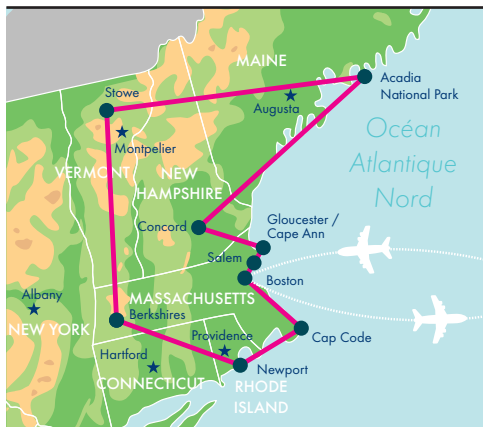 MAINE
Acadia
National Park
Stowe
Augusta
Océan
Atlantique
Nord
Montpelier
VERMONT
NEW
HAMPSHIRE
Gloucester /
Cape Ann
Concord
Salem
Boston
Albany
MASSACHUSETTS
Berkshires
NEW YORK
Providence
Cap Code
Hartford
Newport
CONNECTICUT
RHODE
ISLAND